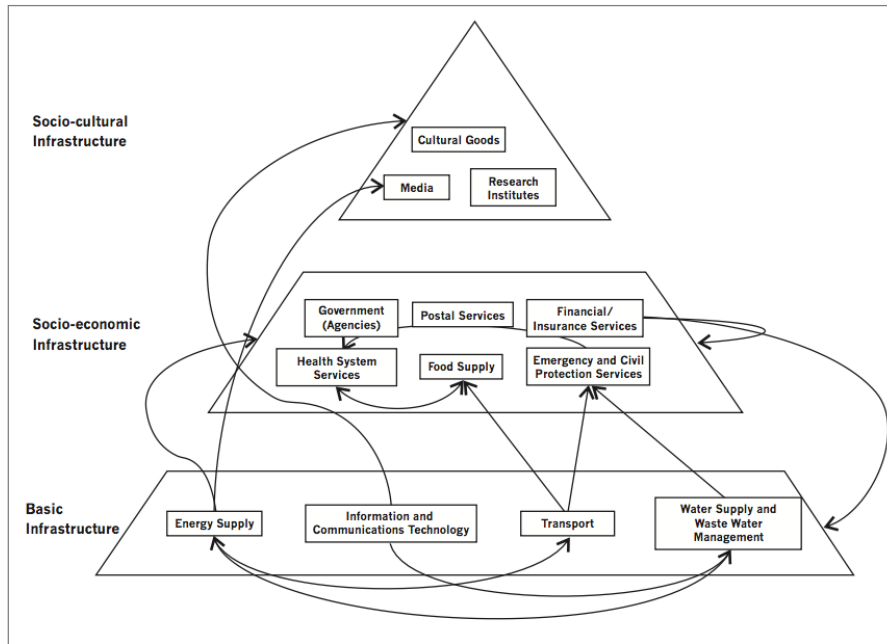 Socio-cultural
Infrastructure
Cultural Goods
Media
Research
Institutes
Socio-economic
Infrastructure
Government
(Agencies)
Postal Services
Financial/
Insurance Services
Health System
Services
Food Supply
Emergency and Civil
Protection Services
Basic
Infrastructure
Energy Supply
Information and
Communications Technology
Transport
Water Supply and
Waste Water
Management